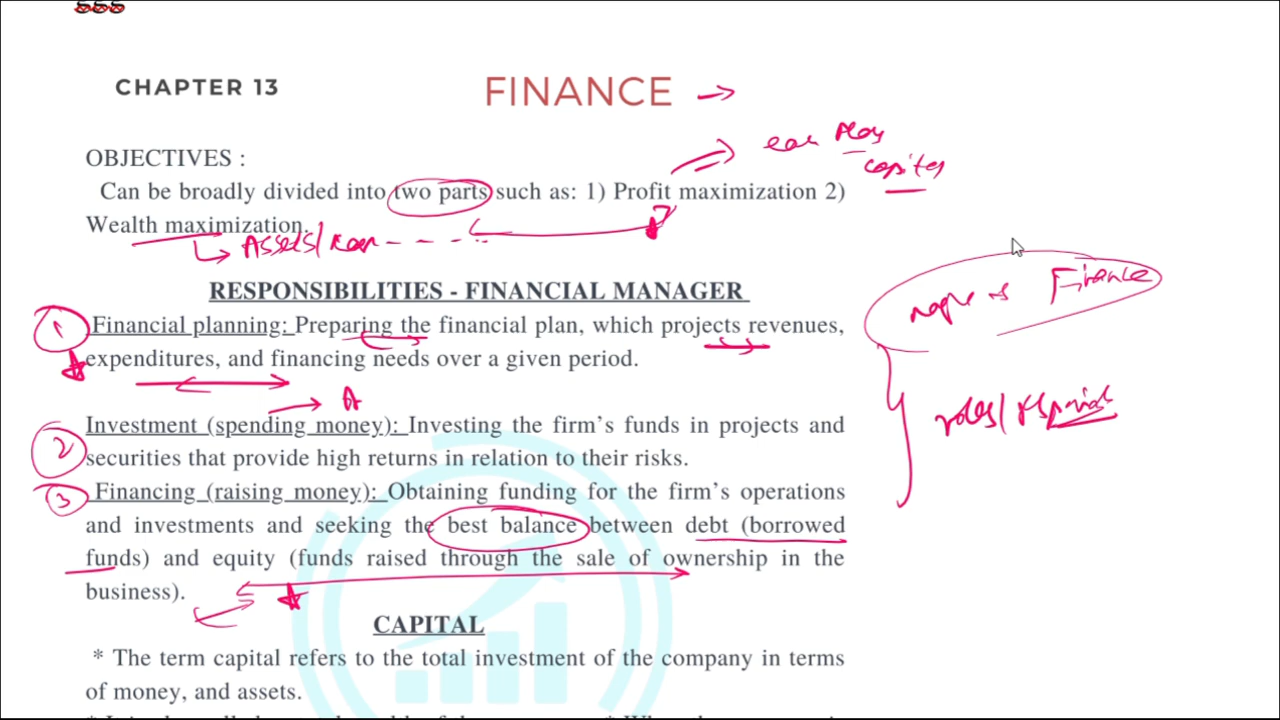 CHAPTER 13
FINANCE
OBJECTIVES :
Can be broadly divided into two parts such as: 1) Profit maximization 2)
Wealth maximization.
Assets/
RESPONSIBILITIES - FINANCIAL MANAGER
1 Financial planning: Preparing the financial plan, which projects revenues,
expenditures, and financing needs over a given period.
Finance
Investment (spending money): Investing the firm's funds in projects and
2 securities that provide high returns in relation to their risks.
3 Financing (raising money): Obtaining funding for the firm's operations
and investments and seeking the best balance between debt (borrowed
funds) and equity (funds raised through the sale of ownership in the
business).
CAPITAL
* The term capital refers to the total investment of the company in terms
of money, and assets.